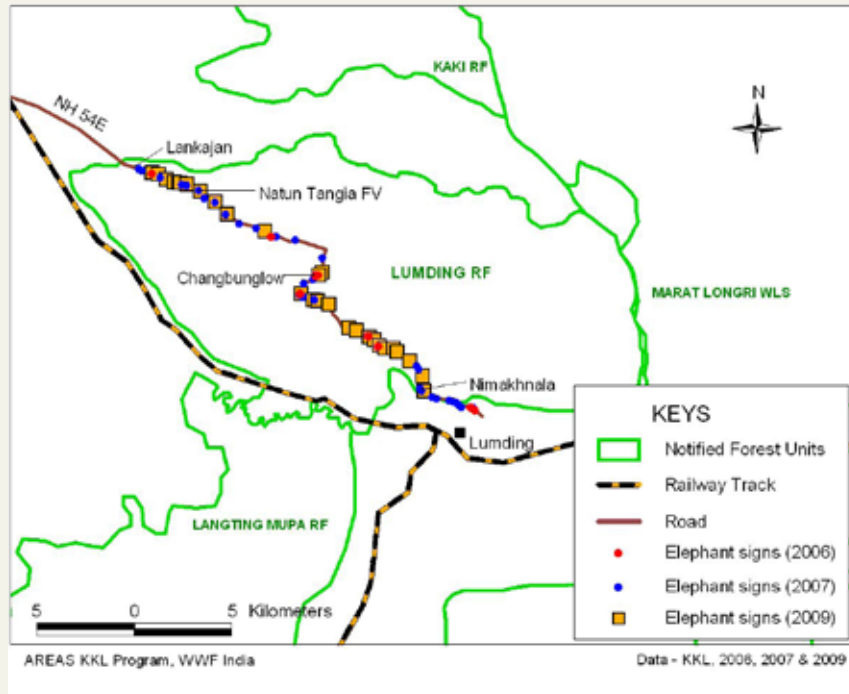 KAKI RF
N
NH 54E
Lankajan
Natun Tangia FV
Changbunglow
LUMDING RF
MARAT LONGRI WLS
Nimakhnala
Lumding
LANGTING MUPA RF
KEYS
Notified Forest Units
Railway Track
Road
Elephant signs (2006)
Elephant signs (2007)
Elephant signs (2009)
5 0 5 Kilometers
AREAS KKL Program, WWF India
Data - KKL, 2006, 2007 & 2009